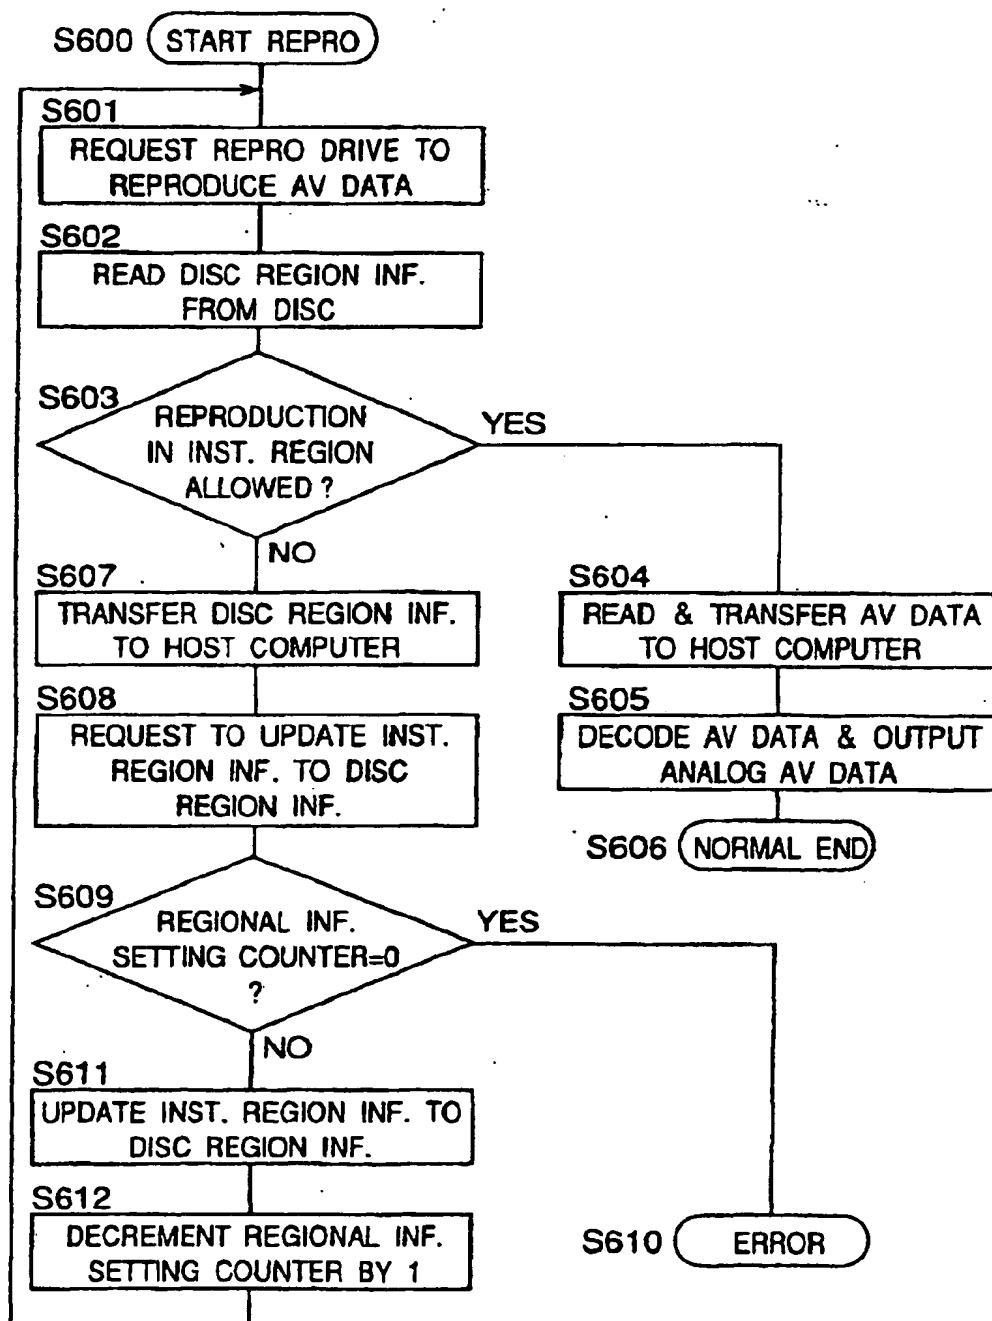 S600 START REPRO
S601
REQUEST REPRO DRIVE TO
REPRODUCE AV DATA
S602
READ DISC REGION INF.
FROM DISC
S603
REPRODUCTION
IN INST. REGION
ALLOWED ?
YES
NO
S607
TRANSFER DISC REGION INF.
TO HOST COMPUTER
S604
READ & TRANSFER AV DATA
TO HOST COMPUTER
S608
REQUEST TO UPDATE INST.
REGION INF. TO DISC
REGION INF.
S605
DECODE AV DATA & OUTPUT
ANALOG AV DATA
S606 NORMAL END
S609
REGIONAL INF.
SETTING COUNTER=0
?
YES
NO
S611
UPDATE INST. REGION INF. TO
DISC REGION INF.
S612
DECREMENT REGIONAL INF.
SETTING COUNTER BY 1
S610 ERROR